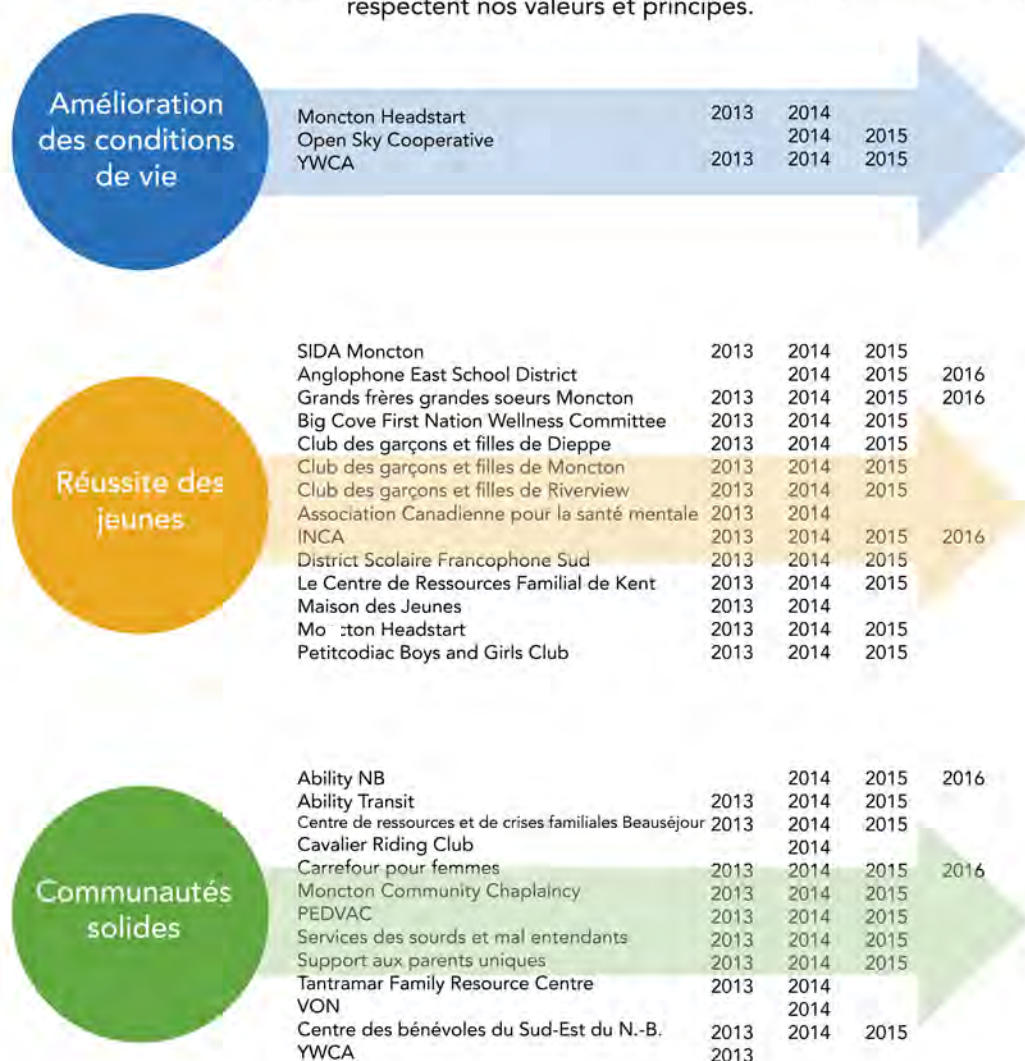 respectent nos valeurs et principes.
Amélioration
des conditions
de vie
Moncton Headstart 2013 2014
Open Sky Cooperative 2014 2015
YWCA 2013 2014 2015
Réussite des
jeunes
SIDA Moncton 2013 2014 2015
Anglophone East School District 2014 2015 2016
Grands frères grandes soeurs Moncton 2013 2014 2015 2016
Big Cove First Nation Wellness Committee 2013 2014 2015
Club des garçons et filles de Dieppe 2013 2014 2015
Club des garçons et filles de Moncton 2013 2014 2015
Club des garçons et filles de Riverview 2013 2014 2015
Association Canadienne pour la santé mentale 2013 2014
INCA 2013 2014 2015 2016
District Scolaire Francophone Sud 2013 2014 2015
Le Centre de Ressources Familial de Kent 2013 2014 2015
Maison des Jeunes 2013 2014
Headstart 2013 2014 2015
Petitcodiac Boys and Girls Club 2013 2014 2015
Communautés
solides
Ability NB 2014 2015 2016
Ability Transit 2013 2014 2015
Centre de ressources et de crises familiales Beauséjour 2013 2014 2015
Cavalier Riding Club 2014
Carrefour pour femmes 2013 2014 2015 2016
Moncton Community Chaplaincy 2013 2014 2015
PEDVAC 2013 2014 2015
Services des sourds et mal entendants 2013 2014 2015
Support aux parents uniques 2013 2014 2015
Tantramar Family Resource Centre 2013 2014
VON 2014
Centre des bénévoles du Sud-Est du N.-B. 2013 2014 2015
YWCA 2013